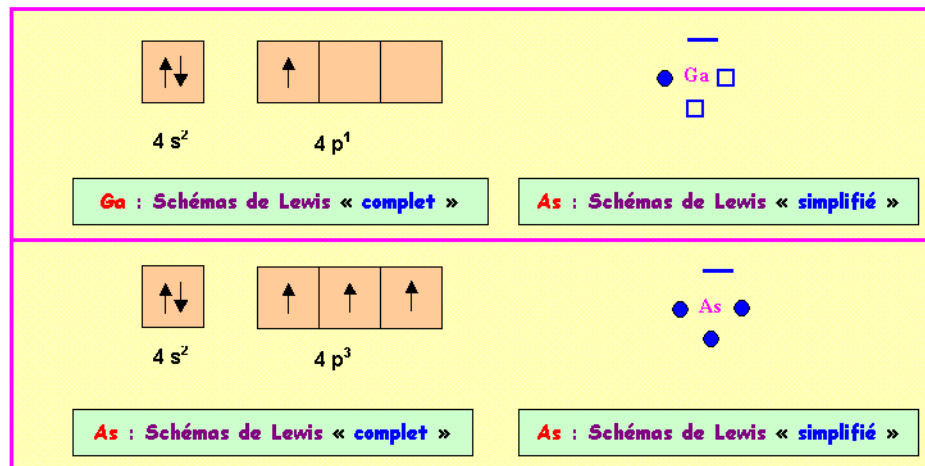 Ga
4 s² 4 p¹
Ga : Schémas de Lewis « complet » As : Schémas de Lewis « simplifié »
As
4 s² 4 p³
As : Schémas de Lewis « complet » As : Schémas de Lewis « simplifié »